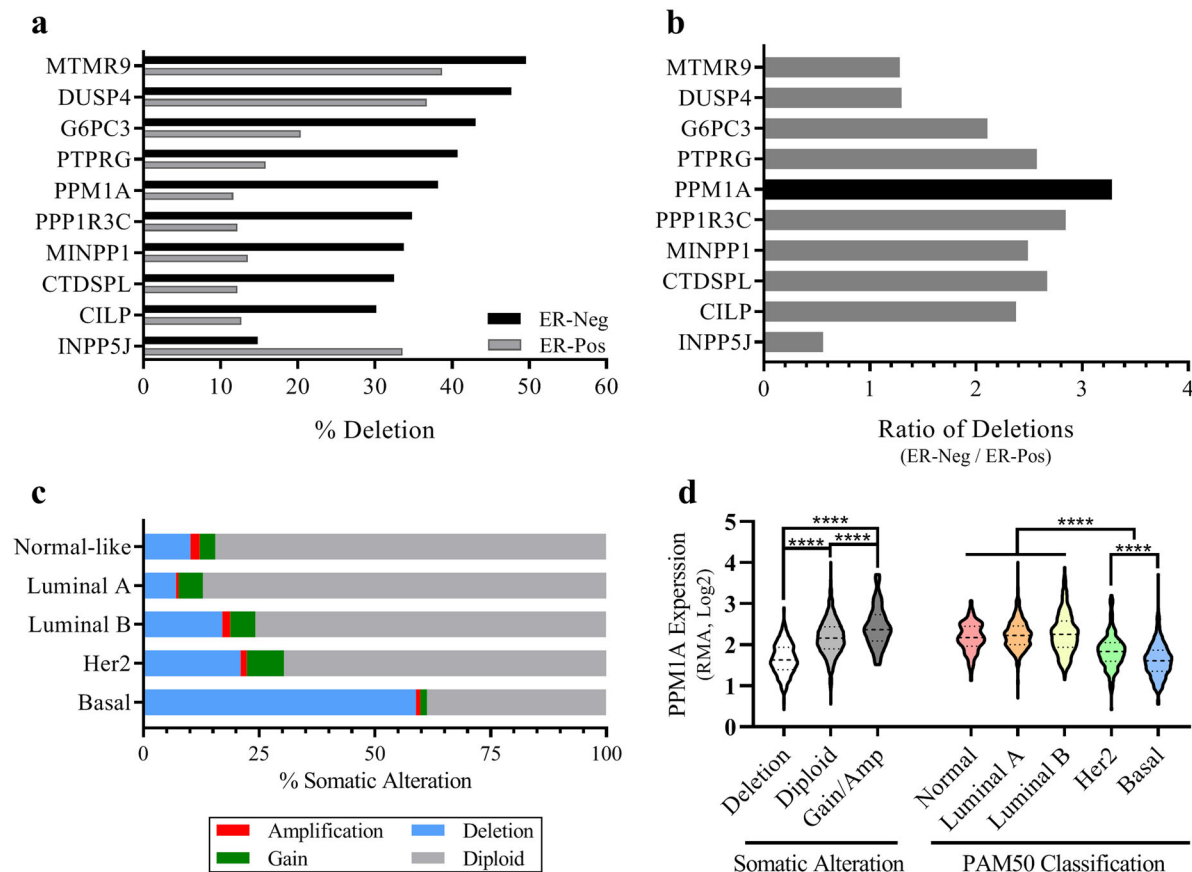 a
MTMR9
DUSP4
G6PC3
PTPRG
PPM1A
PPP1R3C
MINPP1
CTDSPL
CILP
INPP5J
ER-Neg
ER-Pos
0 10 20 30 40 50 60
% Deletion
b
MTMR9
DUSP4
G6PC3
PTPRG
PPM1A
PPP1R3C
MINPP1
CTDSPL
CILP
INPP5J
0 1 2 3 4
Ratio of Deletions
(ER-Neg / ER-Pos)
c
Normal-like
Luminal A
Luminal B
Her2
Basal
0 25 50 75 100
% Somatic Alteration
Amplification Deletion
Gain Diploid
d
PPM1A Experssion
(RMA, Log2)
5
4
3
2
1
0
****
**** ****
****
****
Deletion
Diploid
Gain/Amp
Normal
Luminal A
Luminal B
Her2
Basal
Somatic Alteration
PAM50 Classification